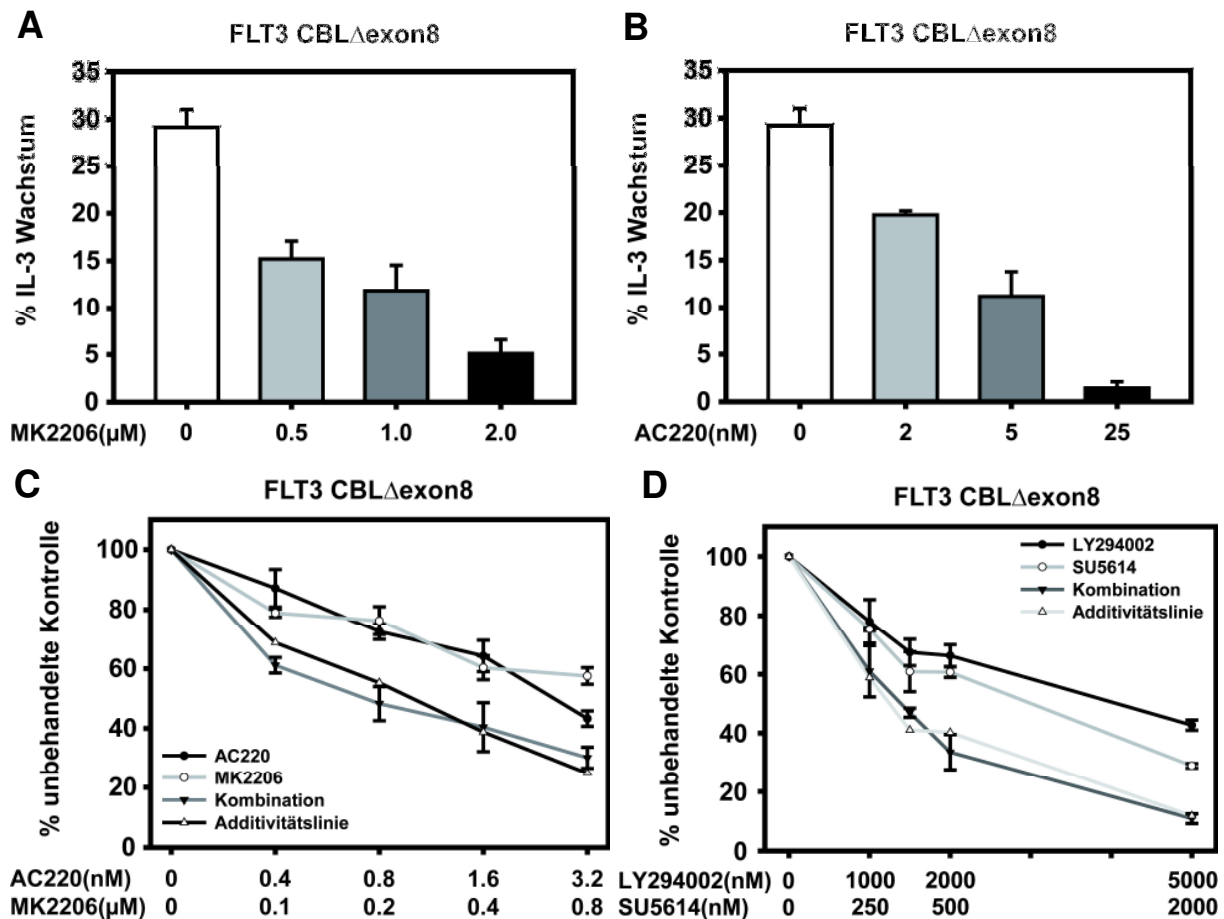 A
FLT3 CBLΔexon8
% IL-3 Wachstum
35
30
25
20
15
10
5
0
MK2206(µM) 0 0.5 1.0 2.0
B
FLT3 CBLΔexon8
% IL-3 Wachstum
35
30
25
20
15
10
5
0
AC220(nM) 0 2 5 25
C
FLT3 CBLΔexon8
% unbehandelte Kontrolle
100
80
60
40
20
0
AC220
MK2206
Kombination
Additivitätslinie
AC220(nM) 0 0.4 0.8 1.6 3.2
MK2206(µM) 0 0.1 0.2 0.4 0.8
D
FLT3 CBLΔexon8
% unbehandelte Kontrolle
100
80
60
40
20
0
LY294002
SU5614
Kombination
Additivitätslinie
LY294002(nM) 0 1000 2000 5000
SU5614(nM) 0 250 500 2000